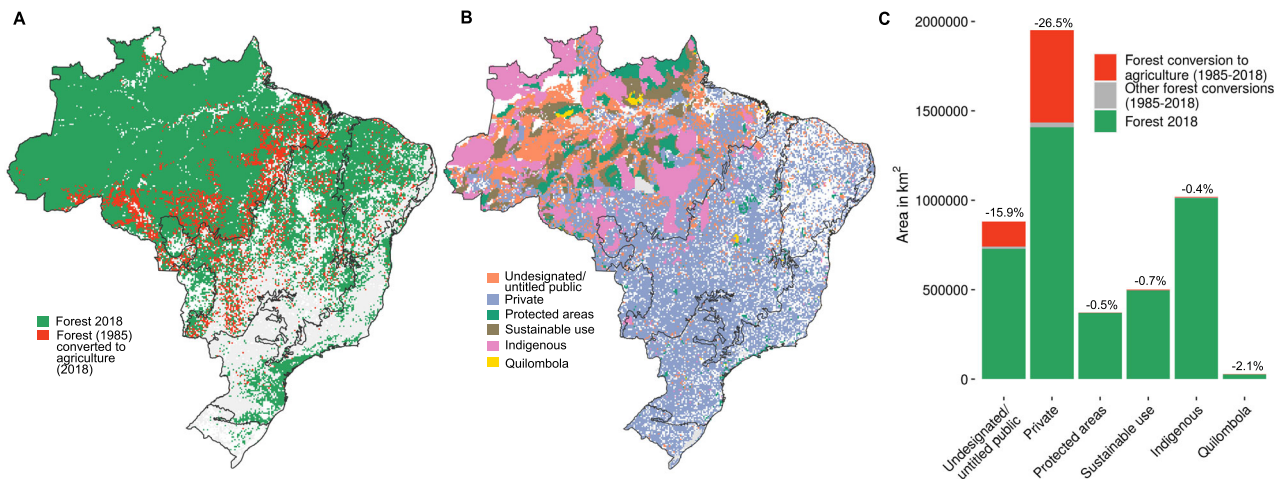 A
Forest 2018
Forest (1985)
converted to
agriculture
(2018)
B
Undesignated/
untitled public
Private
Protected areas
Sustainable use
Indigenous
Quilombola
C
Area in km²
2000000
1500000
1000000
500000
0
-15.9%
-26.5%
-0.5%
-0.7%
-0.4%
-2.1%
Forest conversion to
agriculture (1985-2018)
Other forest conversions
(1985-2018)
Forest 2018
Undesignated/
untitled public
Private
Protected areas
Sustainable use
Indigenous
Quilombola